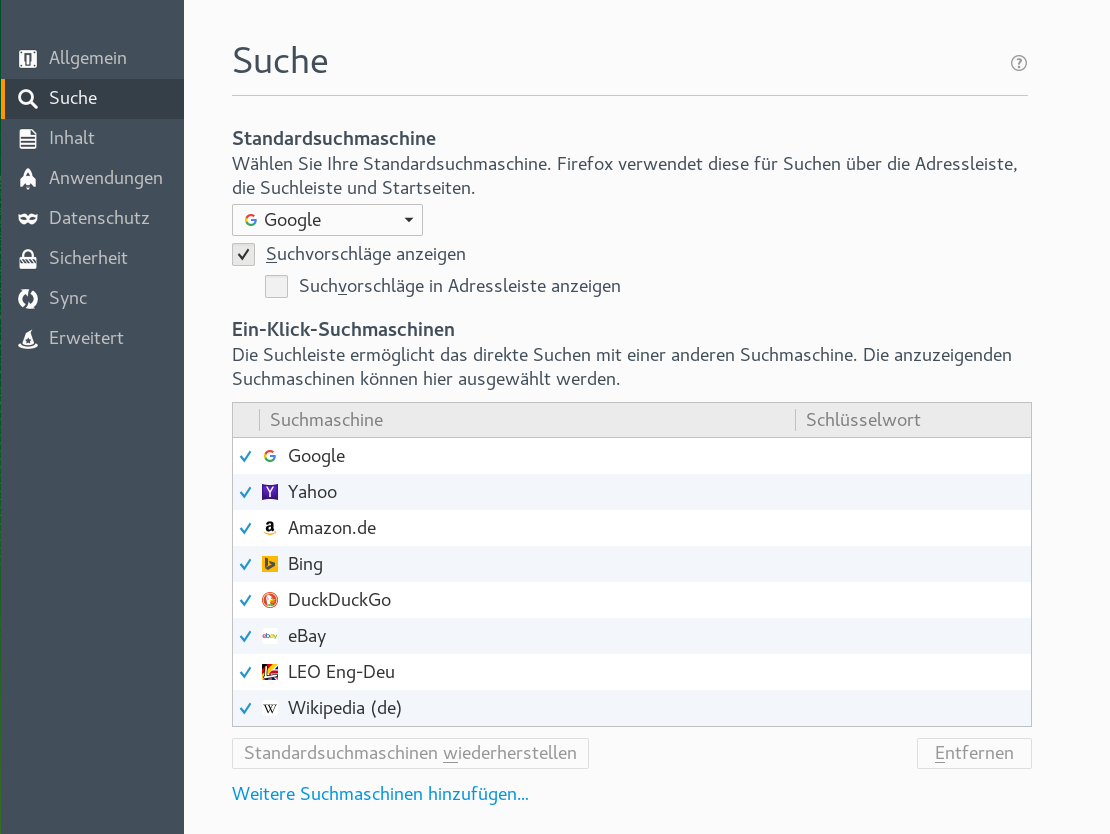 Allgemein
Suche
Inhalt
Anwendungen
Datenschutz
Sicherheit
Sync
Erweitert
Suche
Standardsuchmaschine
Wählen Sie Ihre Standardsuchmaschine. Firefox verwendet diese für Suchen über die Adressleiste,
die Suchleiste und Startseiten.
Google
Suchvorschläge anzeigen
Suchvorschläge in Adressleiste anzeigen
Ein-Klick-Suchmaschinen
Die Suchleiste ermöglicht das direkte Suchen mit einer anderen Suchmaschine. Die anzuzeigenden
Suchmaschinen können hier ausgewählt werden.
Suchmaschine Schlüsselwort
Google
Yahoo
Amazon.de
Bing
DuckDuckGo
eBay
LEO Eng-Deu
Wikipedia (de)
Standardsuchmaschinen wiederherstellen Entfernen
Weitere Suchmaschinen hinzufügen...